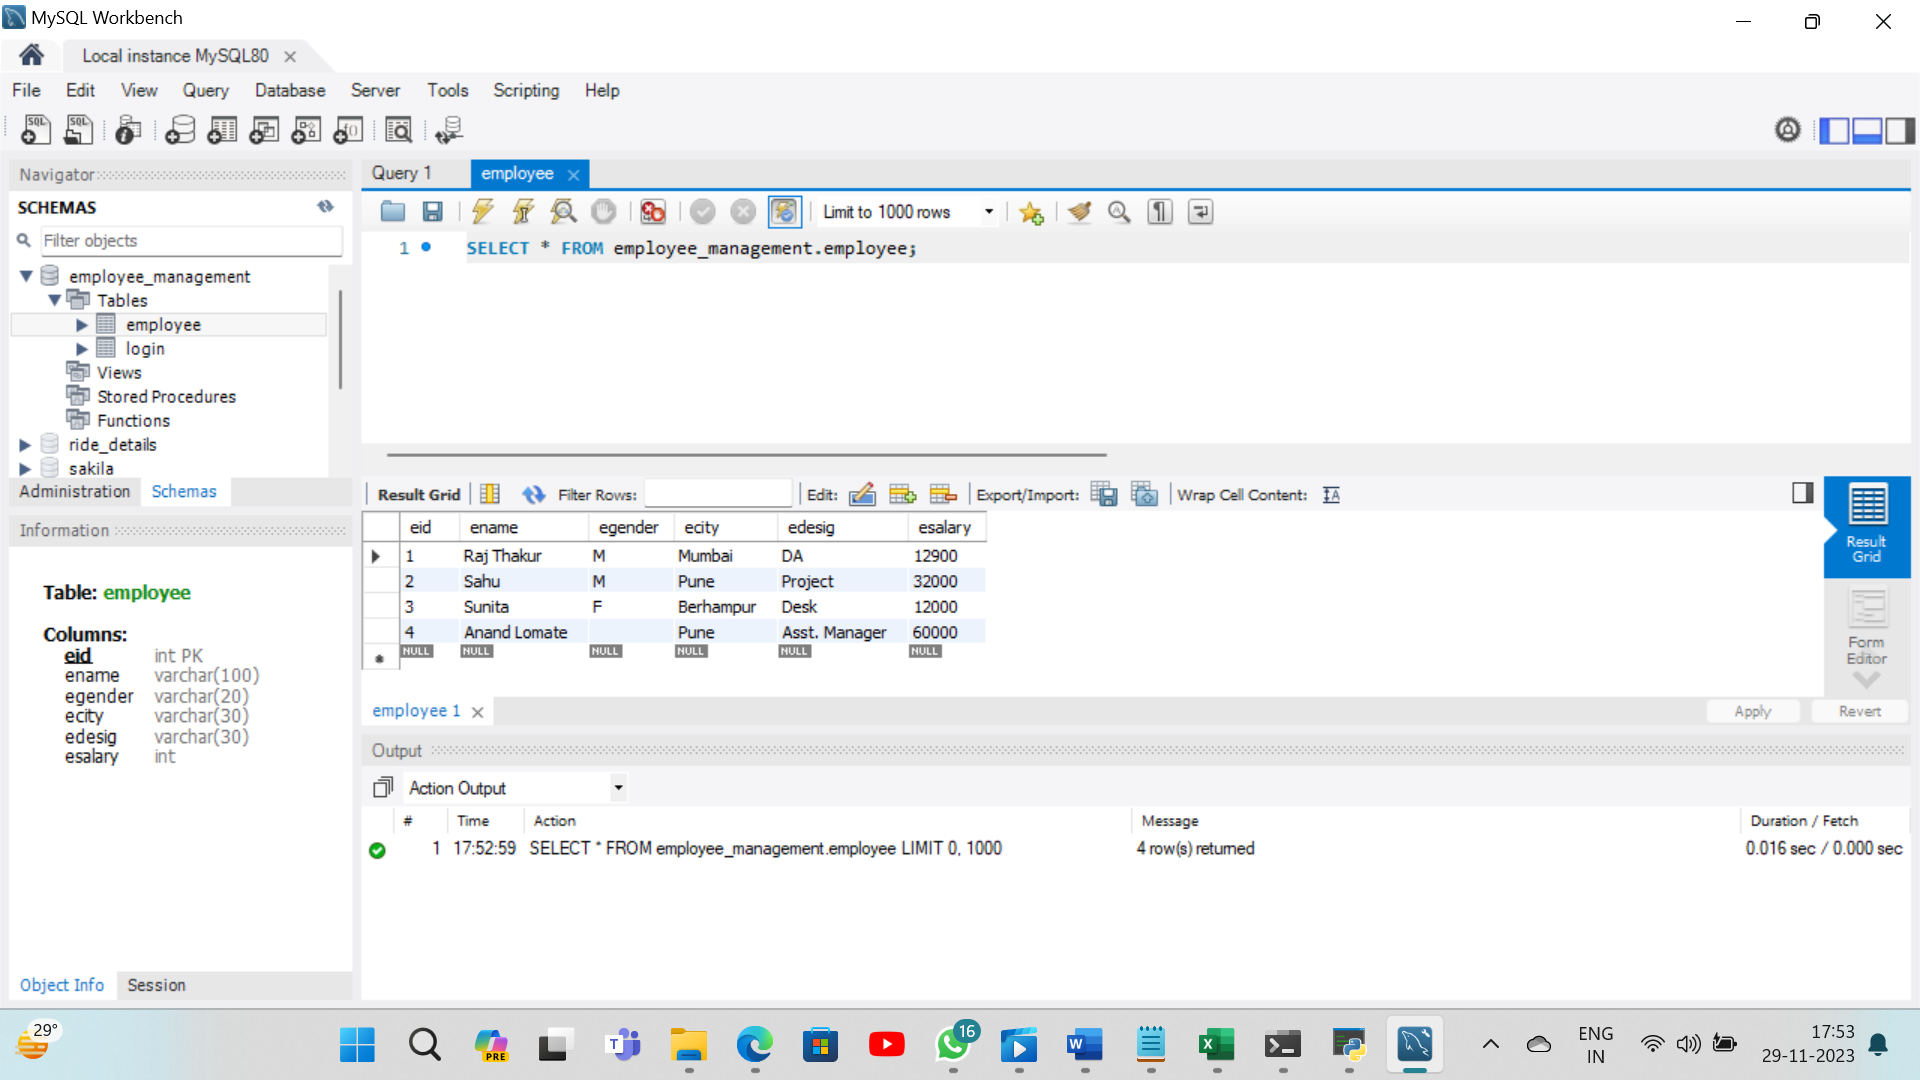 MySQL Workbench
Local instance MySQL80
File Edit View Query Database Server Tools Scripting Help
Navigator
SCHEMAS
Filter objects
employee_management
Tables
employee
login
Views
Stored Procedures
Functions
ride_details
sakila
Administration Schemas
Information
Table: employee
Columns:
eid int PK
ename varchar(100)
egender varchar(20)
ecity varchar(30)
edesig varchar(30)
esalary int
Object Info Session
Query 1 employee
Limit to 1000 rows
1 SELECT * FROM employee_management.employee;
Result Grid Filter Rows: Edit: Export/Import: Wrap Cell Content:
eid ename egender ecity edesig esalary
1 Raj Thakur M Mumbai DA 12900
2 Sahu M Pune Project 32000
3 Sunita F Berhampur Desk 12000
4 Anand Lomate Pune Asst. Manager 60000
NULL NULL NULL NULL NULL NULL
Result
Grid
Form
Editor
employee 1
Apply Revert
Output
Action Output
# Time Action Message Duration / Fetch
1 17:52:59 SELECT * FROM employee_management.employee LIMIT 0, 1000 4 row(s) returned 0.016 sec / 0.000 sec
29°
PRE
16
ENG
IN
17:53
29-11-2023